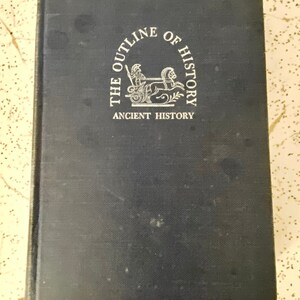 THE OUTLINE OF HISTORY
ANCIENT HISTORY